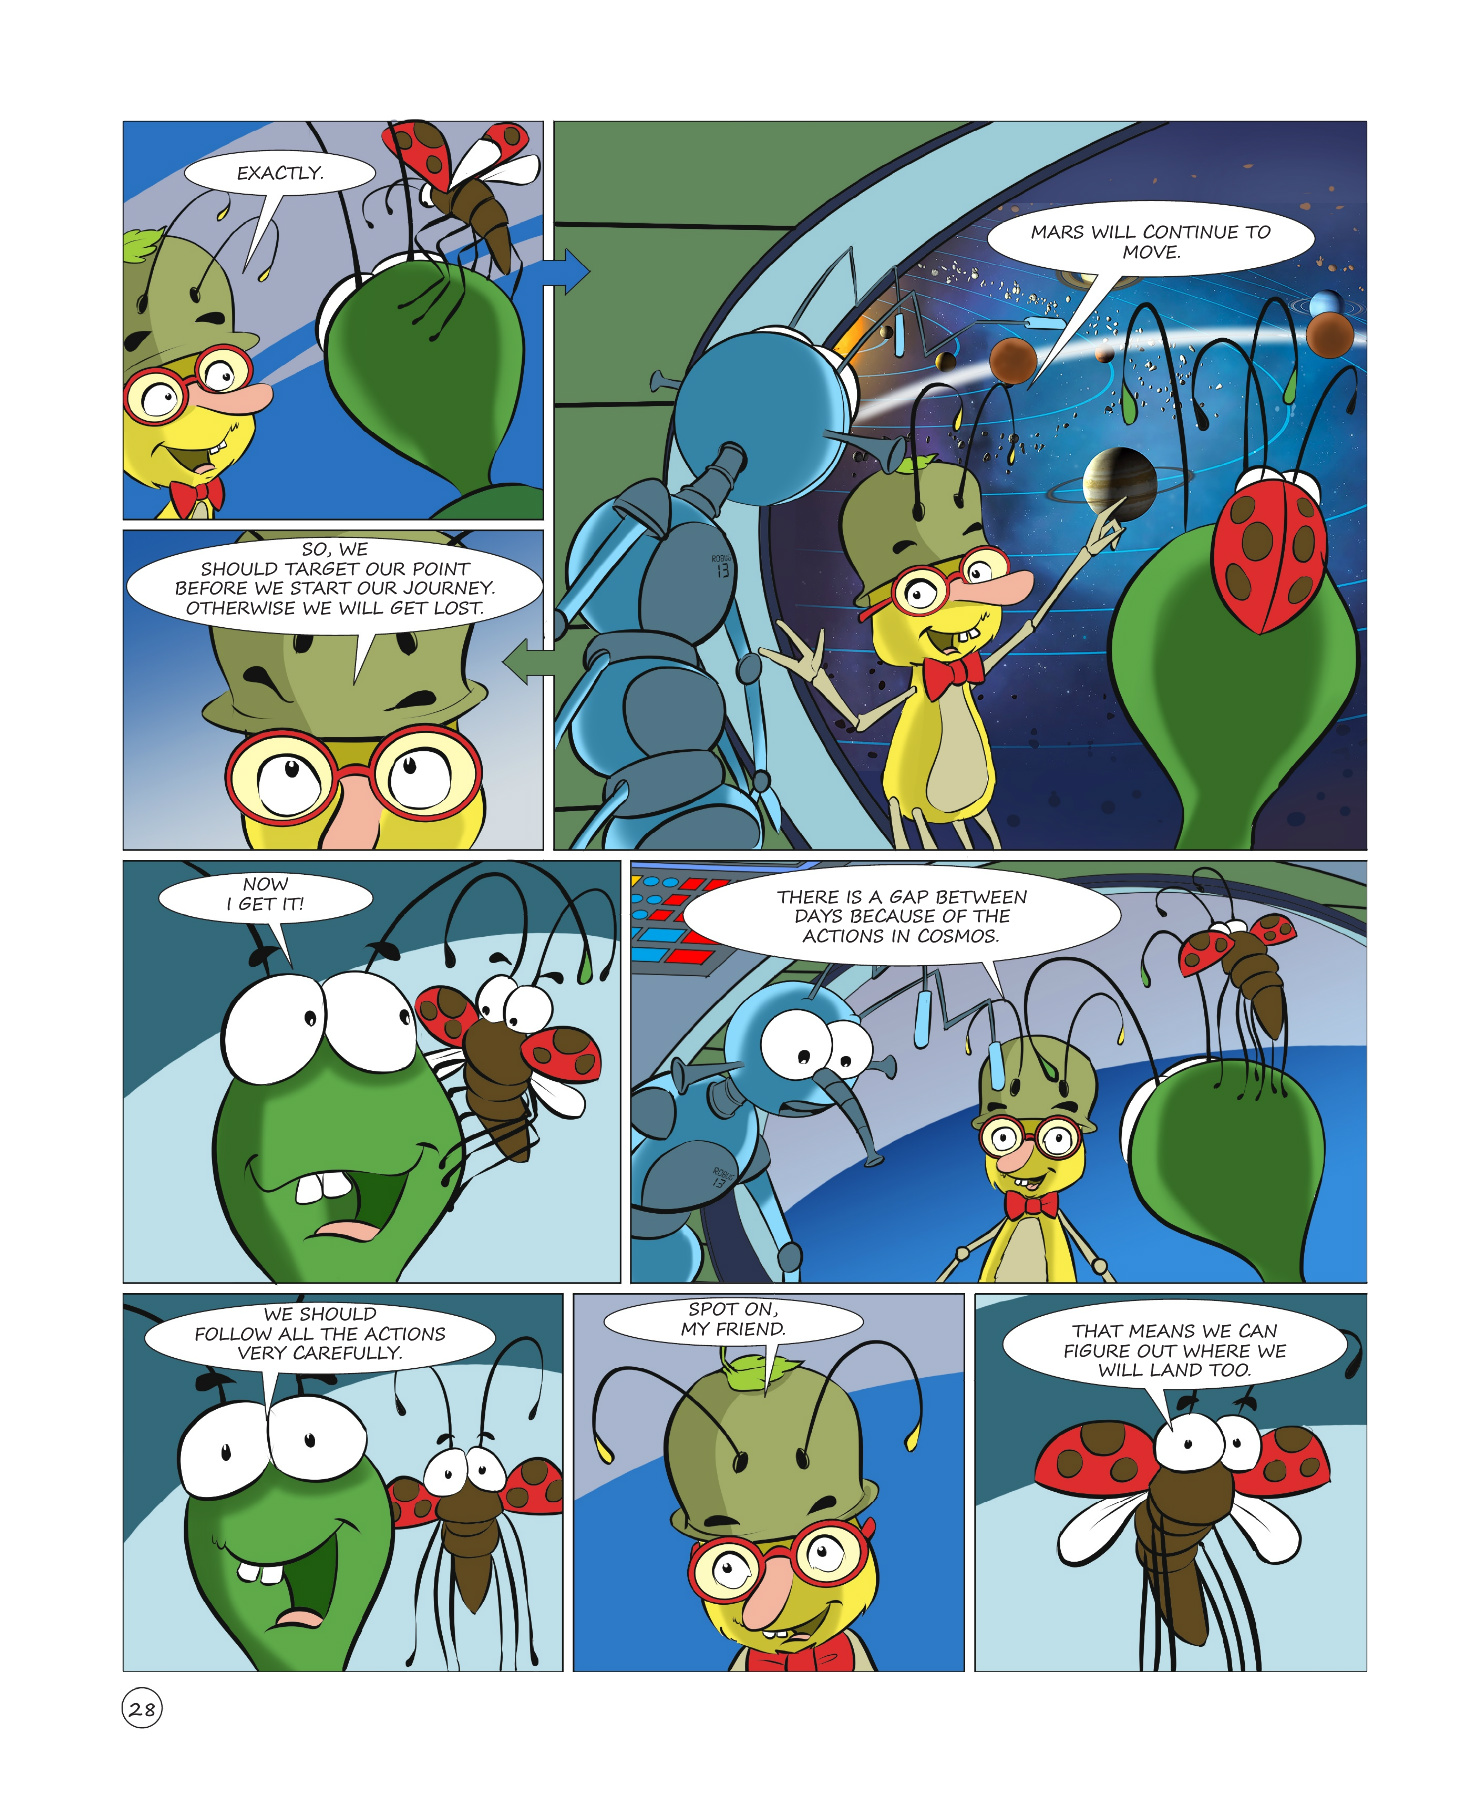 EXACTLY.
MARS WILL CONTINUE TO
MOVE.
13
SO, WE
SHOULD TARGET OUR POINT
BEFORE WE START OUR JOURNEY.
OTHERWISE WE WILL GET LOST.
NOW
I GET IT!
THERE IS A GAP BETWEEN
DAYS BECAUSE OF THE
ACTIONS IN COSMOS.
13
WE SHOULD
FOLLOW ALL THE ACTIONS
VERY CAREFULLY.
SPOT ON,
MY FRIEND.
THAT MEANS WE CAN
FIGURE OUT WHERE WE
WILL LAND TOO.
28